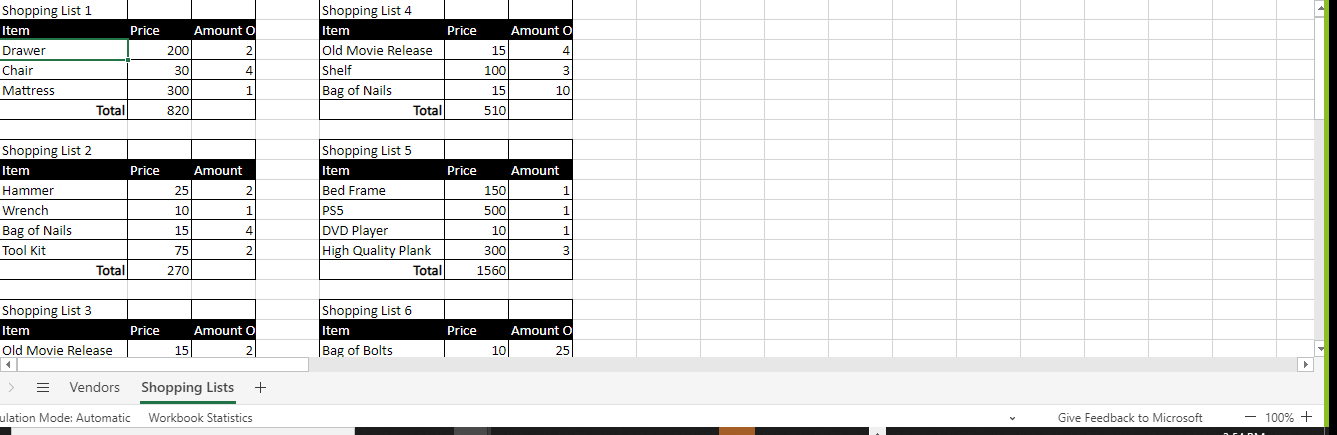 Shopping List 1
Item Price Amount O
Drawer 200 2
Chair 30 4
Mattress 300 1
Total 820
Shopping List 2
Item Price Amount
Hammer 25 2
Wrench 10 1
Bag of Nails 15 4
Tool Kit 75 2
Total 270
Shopping List 3
Item Price Amount O
Old Movie Release 15 2
Shopping List 4
Item Price Amount O
Old Movie Release 15 4
Shelf 100 3
Bag of Nails 15 10
Total 510
Shopping List 5
Item Price Amount
Bed Frame 150 1
PS5 500 1
DVD Player 10 1
High Quality Plank 300 3
Total 1560
Shopping List 6
Item Price Amount O
Bag of Bolts 10 25
Vendors Shopping Lists
ulation Mode: Automatic Workbook Statistics Give Feedback to Microsoft 100%